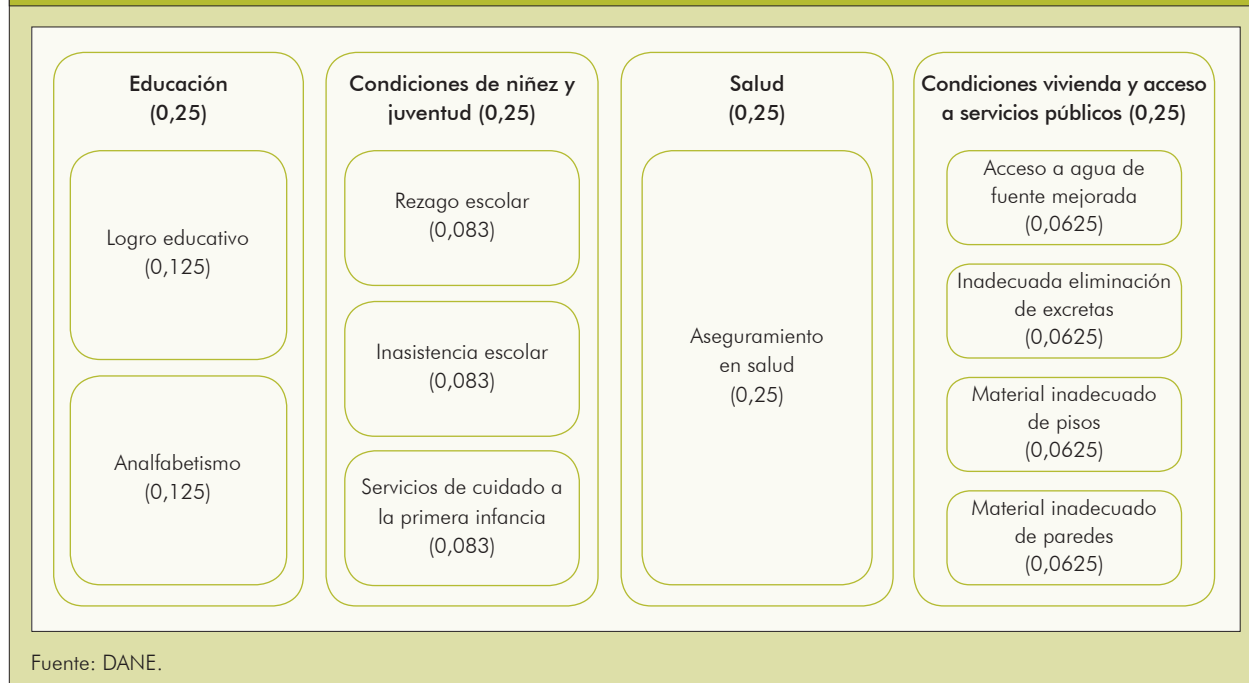 Educación
(0,25)
Logro educativo
(0,125)
Analfabetismo
(0,125)
Condiciones de niñez y
juventud (0,25)
Rezago escolar
(0,083)
Inasistencia escolar
(0,083)
Servicios de cuidado a
la primera infancia
(0,083)
Salud
(0,25)
Aseguramiento
en salud
(0,25)
Condiciones vivienda y acceso
a servicios públicos (0,25)
Acceso a agua de
fuente mejorada
(0,0625)
Inadecuada eliminación
de excretas
(0,0625)
Material inadecuado
de pisos
(0,0625)
Material inadecuado
de paredes
(0,0625)
Fuente: DANE.